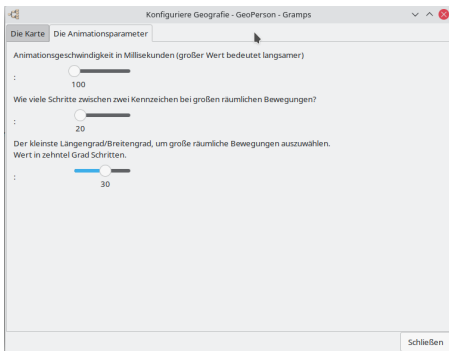 Konfiguriere Geografie - GeoPerson - Gramps
Die Karte Die Animationsparameter
Animationsgeschwindigkeit in Millisekunden (großer Wert bedeutet langsamer)
:
100
Wie viele Schritte zwischen zwei Kennzeichen bei großen räumlichen Bewegungen?
:
20
Der kleinste Längengrad/Breitengrad, um große räumliche Bewegungen auszuwählen.
Wert in zehntel Grad Schritten.
:
30
Schließen